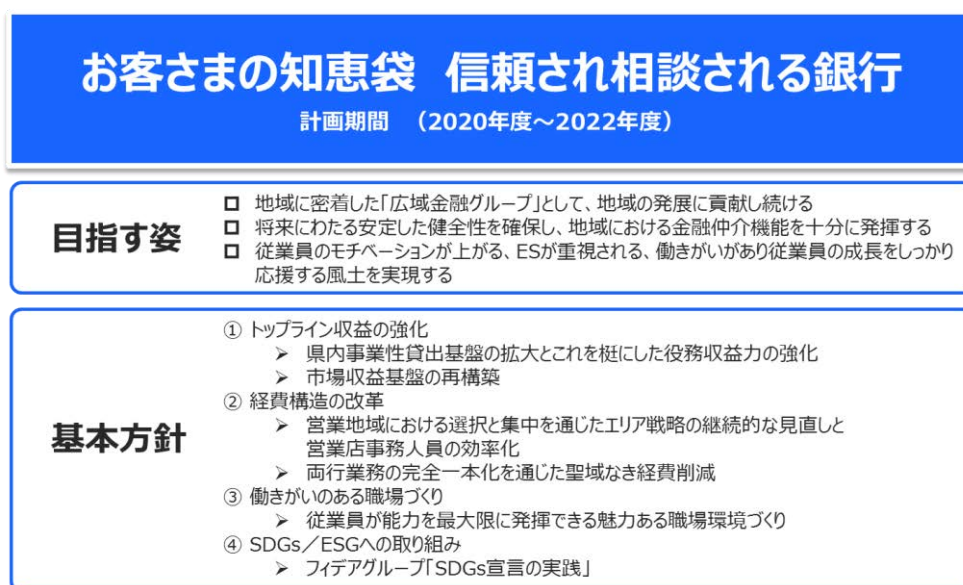 お客さまの知恵袋 信頼され相談される銀行
計画期間 （2020年度～2022年度）
目指す姿
地域に密着した「広域金融グループ」として、地域の発展に貢献し続ける
将来にわたる安定した健全性を確保し、地域における金融仲介機能を十分に発揮する
従業員のモチベーションが上がる、ESが重視される、働きがいがあり従業員の成長をしっかり
応援する風土を実現する
基本方針
① トップライン収益の強化
➢ 県内事業性貸出基盤の拡大とこれを梃にした役務収益力の強化
➢ 市場収益基盤の再構築
② 経費構造の改革
➢ 営業地域における選択と集中を通じたエリア戦略の継続的な見直しと
営業店事務人員の効率化
➢ 両行業務の完全一本化を通じた聖域なき経費削減
③ 働きがいのある職場づくり
➢ 従業員が能力を最大限に発揮できる魅力ある職場環境づくり
④ SDGs／ESGへの取り組み
➢ フィデアグループ「SDGs宣言の実践」